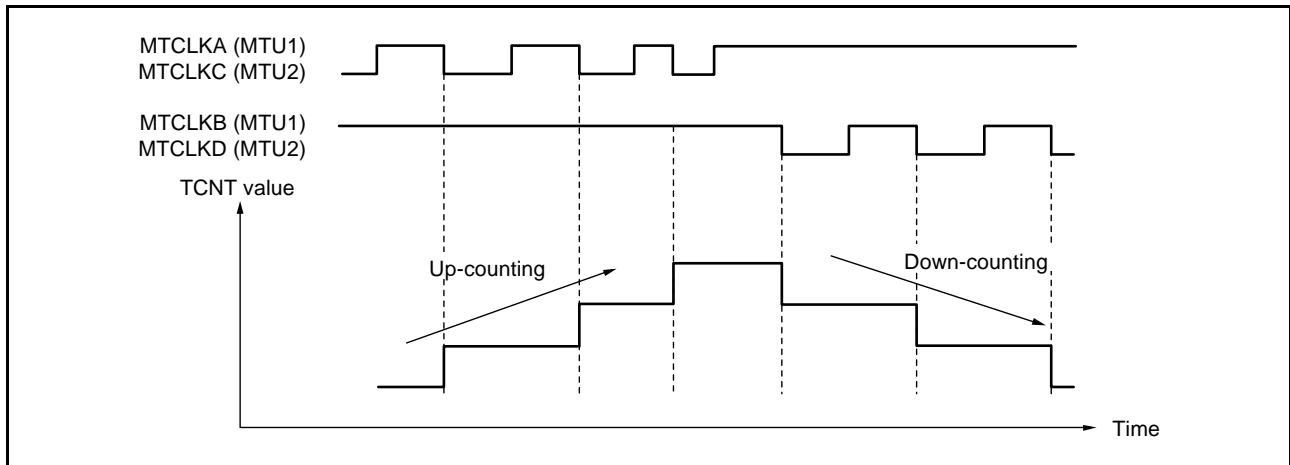 MTCLKA (MTU1)
MTCLKC (MTU2)
MTCLKB (MTU1)
MTCLKD (MTU2)
TCNT value
Up-counting
Down-counting
Time